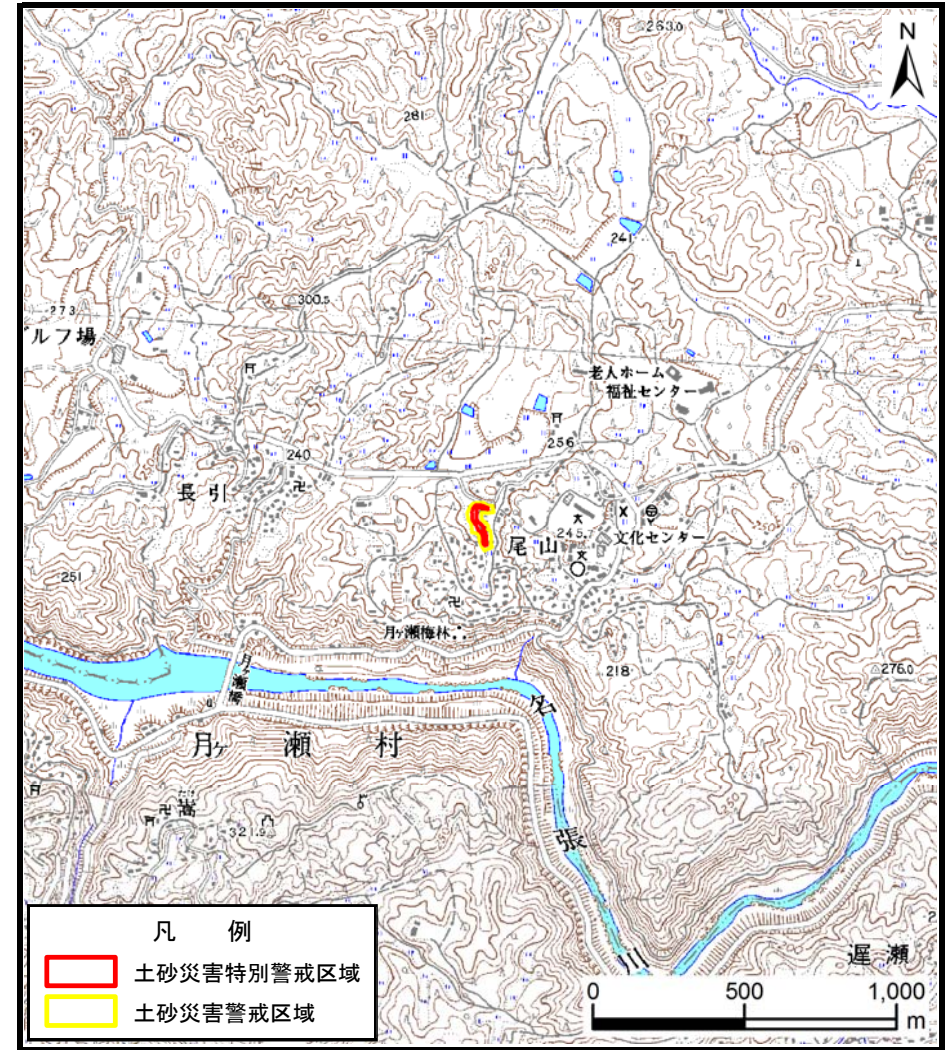 263.0
N
281
241
280
300.5
273
ルフ場
老人ホーム
福祉センター
256
240
長引
250
245.7
尾山
文化センター
251
月ヶ瀬梅林
218
276.0
月ヶ瀬橋
名張川
月ヶ瀬村
嵩
321.9
250
遅瀬
凡 例
土砂災害特別警戒区域
土砂災害警戒区域
0 500 1,000
m